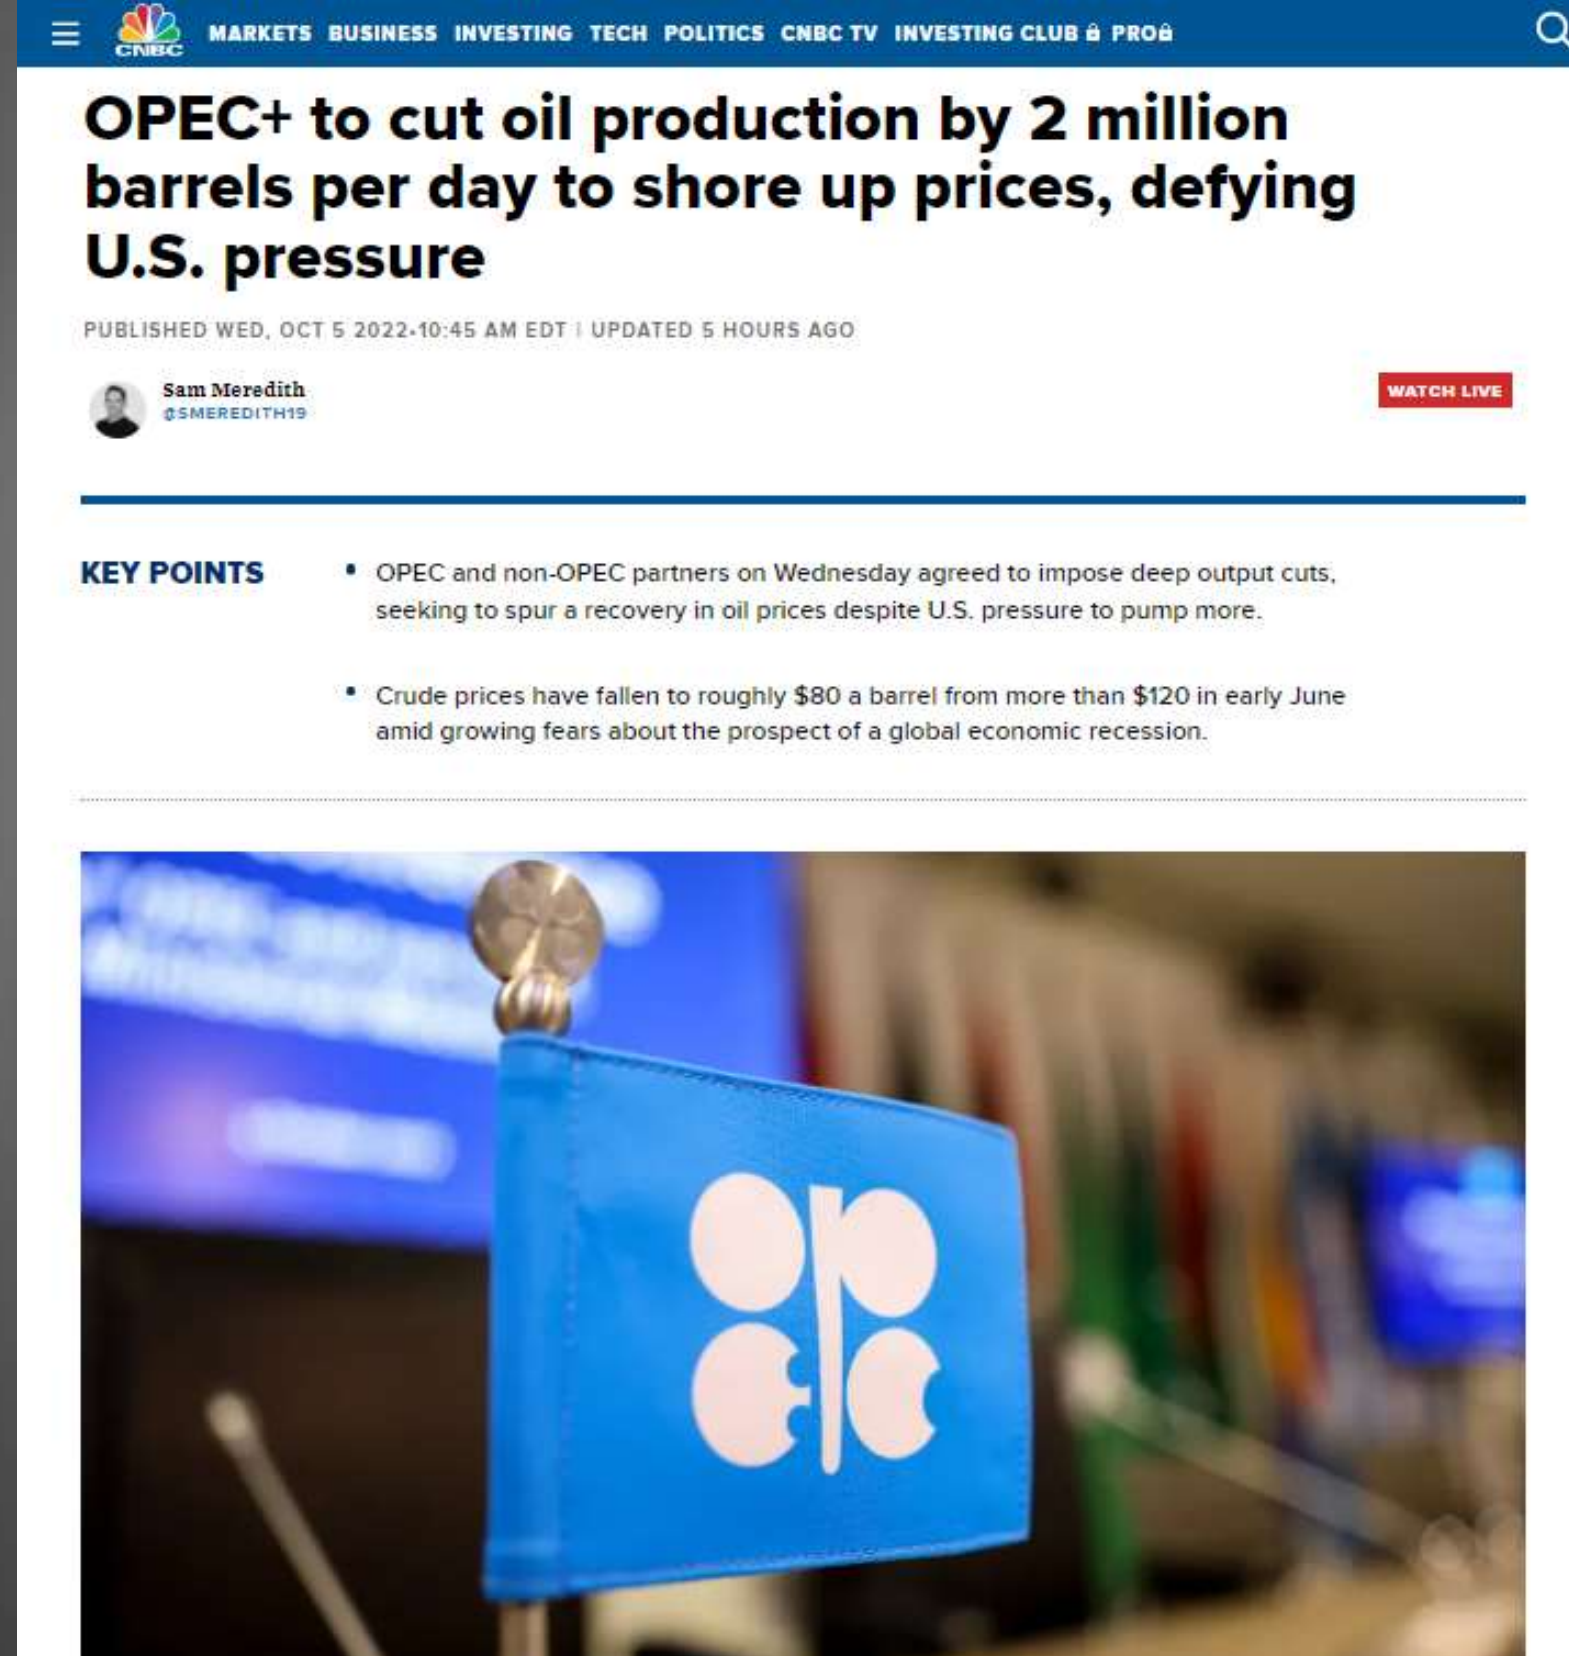 CNBC
MARKETS BUSINESS INVESTING TECH POLITICS CNBC TV INVESTING CLUB PRO
OPEC+ to cut oil production by 2 million
barrels per day to shore up prices, defying
U.S. pressure
PUBLISHED WED, OCT 5 2022•10:45 AM EDT | UPDATED 5 HOURS AGO
Sam Meredith
@SMEREDITH19
WATCH LIVE
KEY POINTS
• OPEC and non-OPEC partners on Wednesday agreed to impose deep output cuts,
seeking to spur a recovery in oil prices despite U.S. pressure to pump more.
• Crude prices have fallen to roughly $80 a barrel from more than $120 in early June
amid growing fears about the prospect of a global economic recession.
OPEC